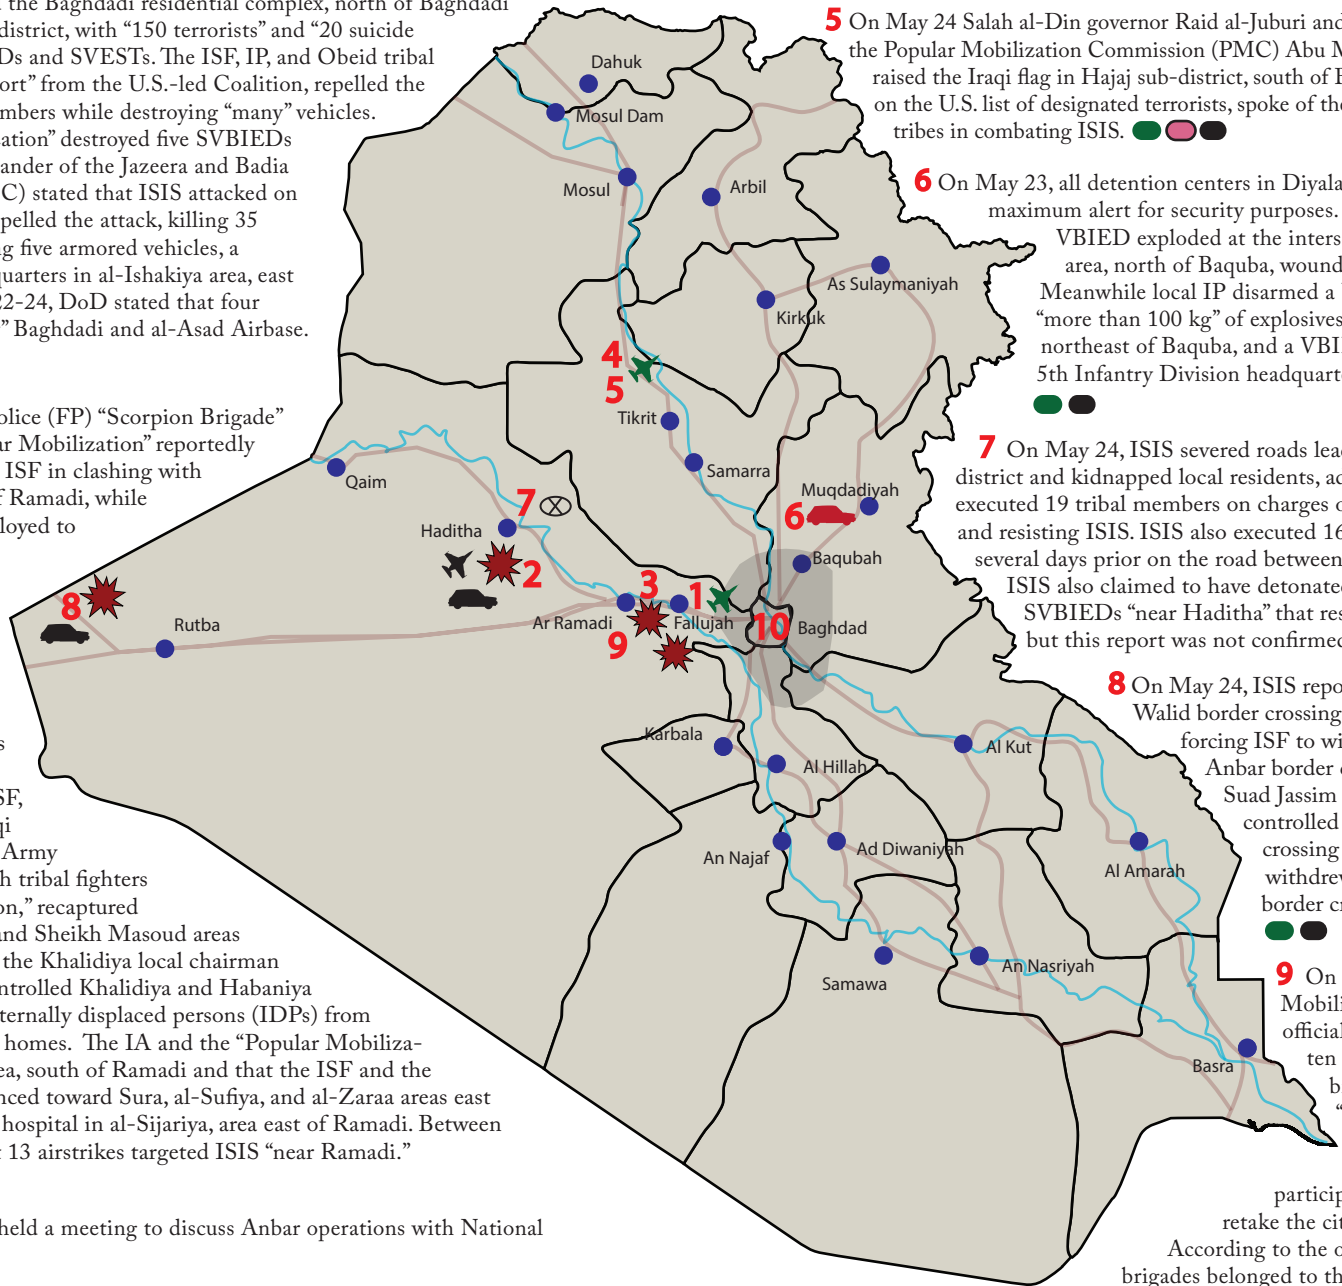 the Baghdadi residential complex, north of Baghdadi
district, with “150 terrorists” and “20 suicide
Ds and SVESTs. The ISF, IP, and Obeid tribal
ort” from the U.S.-led Coalition, repelled the
mbers while destroying “many” vehicles.
ation” destroyed five SVBIEDs
ander of the Jazeera and Badia
C) stated that ISIS attacked on
pelled the attack, killing 35
g five armored vehicles, a
quarters in al-Ishakiya area, east
22-24, DoD stated that four
” Baghdadi and al-Asad Airbase.
olice (FP) “Scorpion Brigade”
ar Mobilization” reportedly
ISF in clashing with
f Ramadi, while
ployed to
s
SF,
qi
Army
h tribal fighters
on,” recaptured
and Sheikh Masoud areas
the Khalidiya local chairman
ntrolled Khalidiya and Habaniya
ternally displaced persons (IDPs) from
homes. The IA and the “Popular Mobiliza-
ea, south of Ramadi and that the ISF and the
nced toward Sura, al-Sufiya, and al-Zaraa areas east
hospital in al-Sijariya, area east of Ramadi. Between
t 13 airstrikes targeted ISIS “near Ramadi.”
held a meeting to discuss Anbar operations with National
Dahuk
Mosul Dam
Mosul
Arbil
As Sulaymaniyah
Kirkuk
4
5
Tikrit
Samarra
Qaim
Muqdadiyah
7
6
Haditha
Baqubah
2
8
3
1
Rutba
Ar Ramadi
Fallujah
10
Baghdad
9
Karbala
Al Kut
Al Hillah
An Najaf
Ad Diwaniyah
Al Amarah
Samawa
An Nasriyah
Basra
5 On May 24 Salah al-Din governor Raid al-Juburi and
the Popular Mobilization Commission (PMC) Abu M
raised the Iraqi flag in Hajaj sub-district, south of B
on the U.S. list of designated terrorists, spoke of the
tribes in combating ISIS.
6 On May 23, all detention centers in Diyala
maximum alert for security purposes.
VBIED exploded at the inters
area, north of Baquba, wound
Meanwhile local IP disarmed a
“more than 100 kg” of explosives
northeast of Baquba, and a VBI
5th Infantry Division headquart
7 On May 24, ISIS severed roads lea
district and kidnapped local residents, ac
executed 19 tribal members on charges o
and resisting ISIS. ISIS also executed 16
several days prior on the road between
ISIS also claimed to have detonate
SVBIEDs “near Haditha” that res
but this report was not confirmed
8 On May 24, ISIS repo
Walid border crossing
forcing ISF to wi
Anbar border
Suad Jassim
controlled
crossing
withdrew
border cr
9 On
Mobili
official
ten
b
“
particip
retake the cit
According to the o
brigades belonged to th